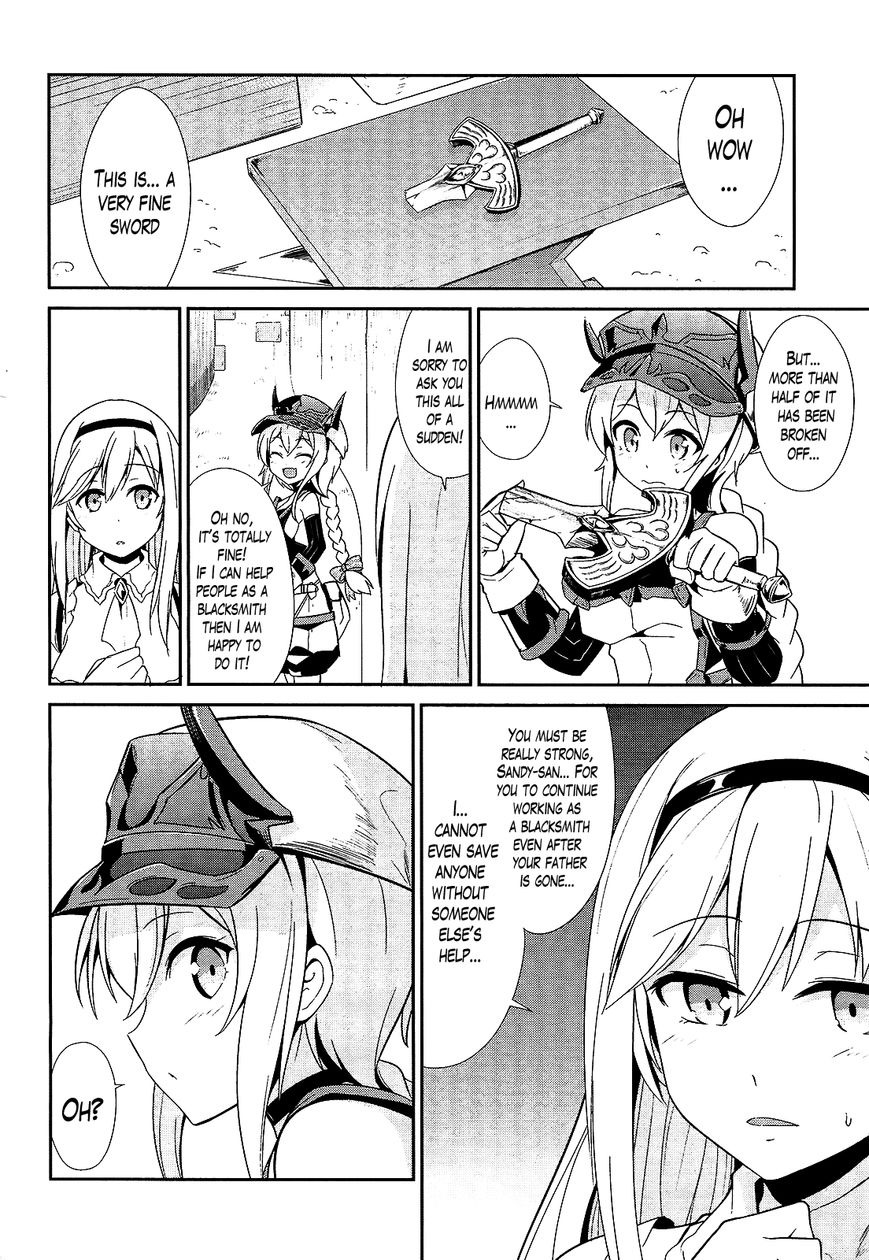 OH
WOW
...
THIS IS... A
VERY FINE
SWORD
BUT...
MORE THAN
HALF OF IT
HAS BEEN
BROKEN
OFF...
HMMMM
...
I AM
SORRY TO
ASK YOU
THIS ALL
OF A
SUDDEN!
OH NO,
IT'S TOTALLY
FINE!
IF I CAN HELP
PEOPLE AS A
BLACKSMITH
THEN I AM
HAPPY TO
DO IT!
YOU MUST BE
REALLY STRONG,
SANDY-SAN... FOR
YOU TO CONTINUE
WORKING AS
A BLACKSMITH
EVEN AFTER
YOUR FATHER
IS GONE...
I...
CANNOT
EVEN SAVE
ANYONE
WITHOUT
SOMEONE
ELSE'S
HELP...
OH?